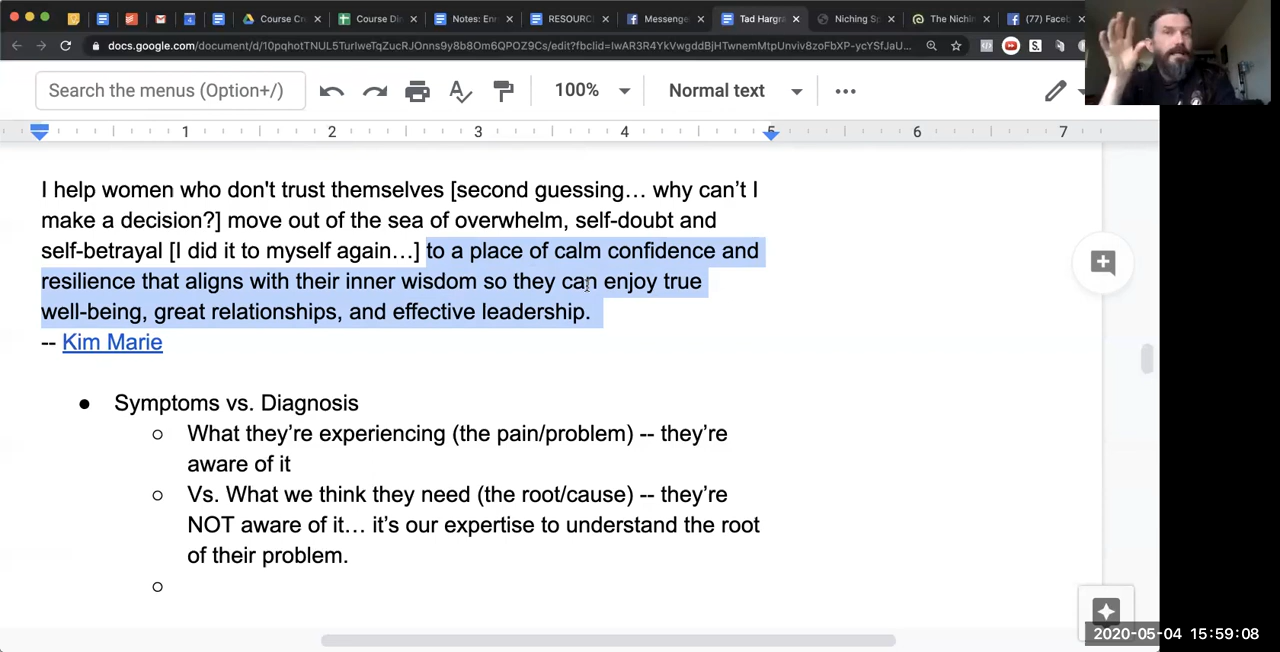 Course Cr
Course Di
Notes: En
RESOURC
Messenge
Tad Hargra
Niching Sp
The Nichin
(77) Faceb
docs.google.com/document/d/10pqhotTNUL5TurIweTqZucRJOnns9y8b8Om6QPOZ9Cs/edit?fbclid=IwAR3R4YkVwgddBjHTwnemMtpUnviv8zoFbXP-ycYSfJaU...
Search the menus (Option+/)
100%
Normal text
1 2 3 4 5 6 7
I help women who don't trust themselves [second guessing… why can’t I
make a decision?] move out of the sea of overwhelm, self-doubt and
self-betrayal [I did it to myself again…] to a place of calm confidence and
resilience that aligns with their inner wisdom so they can enjoy true
well-being, great relationships, and effective leadership.
-- Kim Marie
● Symptoms vs. Diagnosis
○ What they’re experiencing (the pain/problem) -- they’re
aware of it
○ Vs. What we think they need (the root/cause) -- they’re
NOT aware of it… it’s our expertise to understand the root
of their problem.
○
2020-05-04 15:59:08